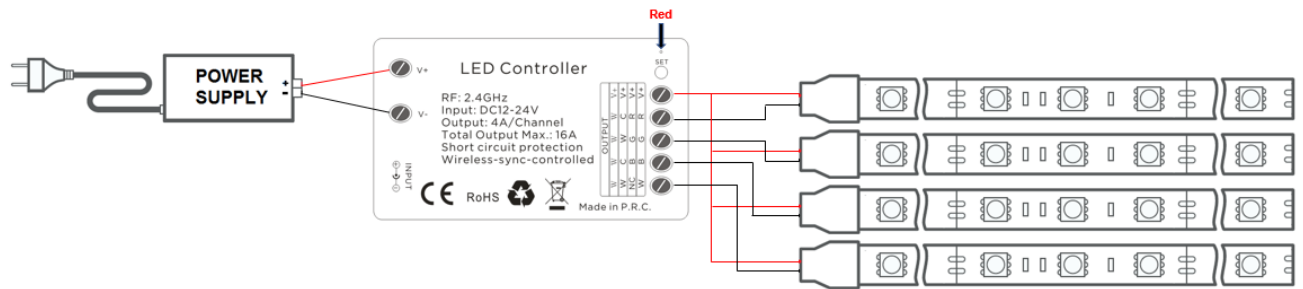 Red
POWER
SUPPLY
+
-
V+
V-
LED Controller
RF: 2.4GHz
Input: DC12-24V
Output: 4A/Channel
Total Output Max.: 16A
Short circuit protection
Wireless-sync-controlled
INPUT
CE
RoHS
Made in P.R.C.
SET
OUTPUT
V+ V+ V+ V+
W W C R
W W W G
W C B B
W W NC W